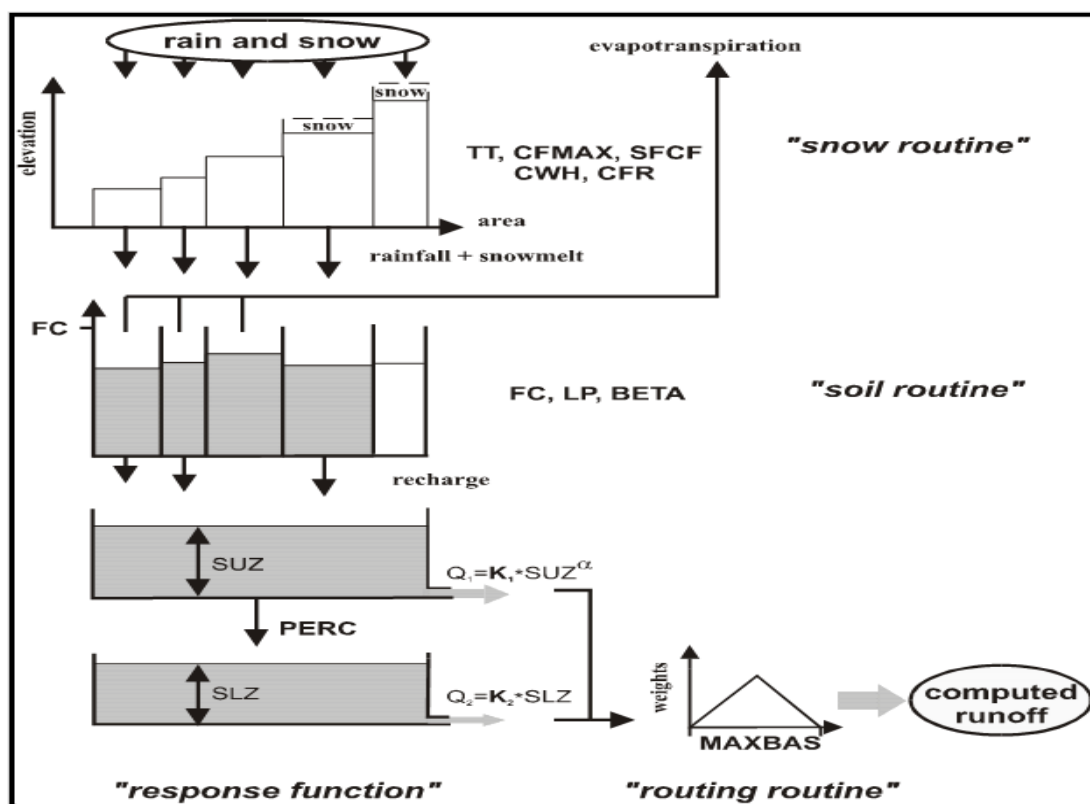 rain and snow
evapotranspiration
snow
snow
elevation
TT, CFMAX, SFCF
CWH, CFR
"snow routine"
area
rainfall + snowmelt
FC
FC, LP, BETA
"soil routine"
recharge
SUZ
Q₁=K₁*SUZ^α
PERC
SLZ
Q₂=K₂*SLZ
weights
MAXBAS
computed
runoff
"response function"
"routing routine"